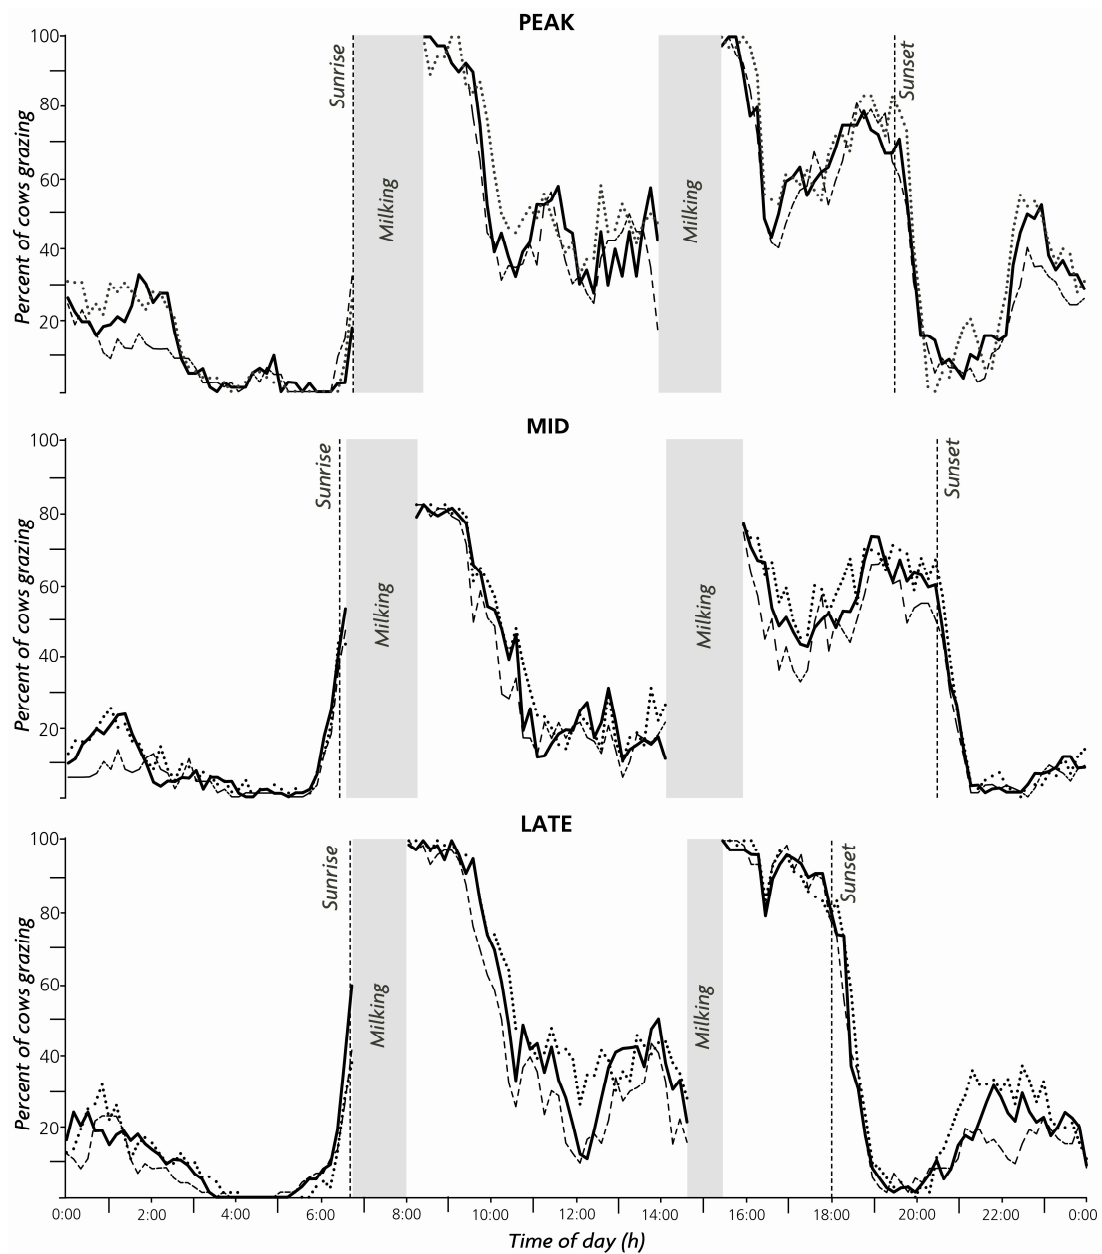 PEAK
100
80
60
40
20
Percent of cows grazing
Sunrise
Milking
Milking
Sunset
MID
100
80
60
40
20
Percent of cows grazing
Sunrise
Milking
Milking
Sunset
LATE
100
80
60
40
20
Percent of cows grazing
Sunrise
Milking
Milking
Sunset
0:00 2:00 4:00 6:00 8:00 10:00 12:00 14:00 16:00 18:00 20:00 22:00 0:00
Time of day (h)